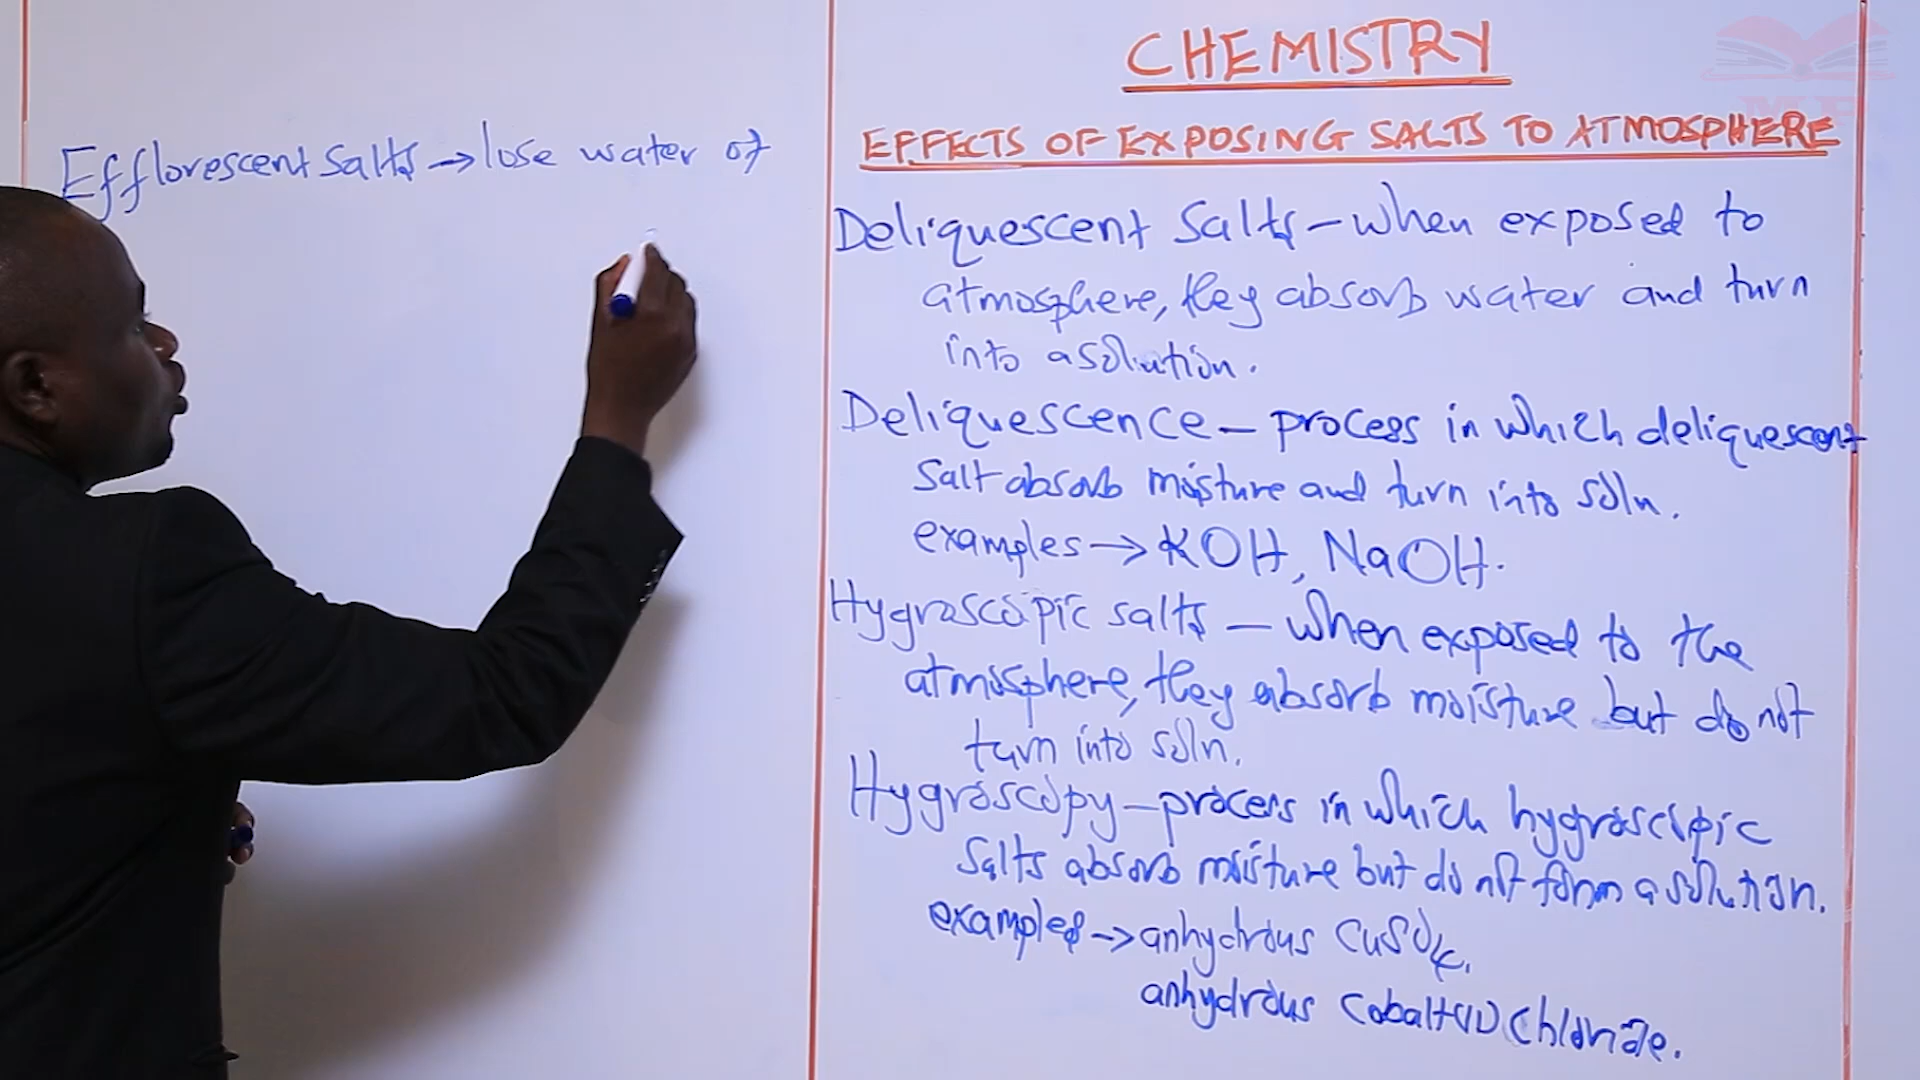 Efflorescent salts → lose water of
CHEMISTRY
EFFECTS OF EXPOSING SALTS TO ATMOSPHERE
Deliquescent salts – when exposed to
atmosphere, they absorb water and turn
into a solution.
Deliquescence – process in which deliquescent
salt absorb moisture and turn into soln.
examples → KOH, NaOH.
Hygroscopic salts – when exposed to the
atmosphere, they absorb moisture but do not
turn into soln.
Hygroscopy – process in which hygroscopic
salts absorb moisture but do not form a solution.
examples → anhydrous CuSO4.
anhydrous Cobalt(II) Chloride.